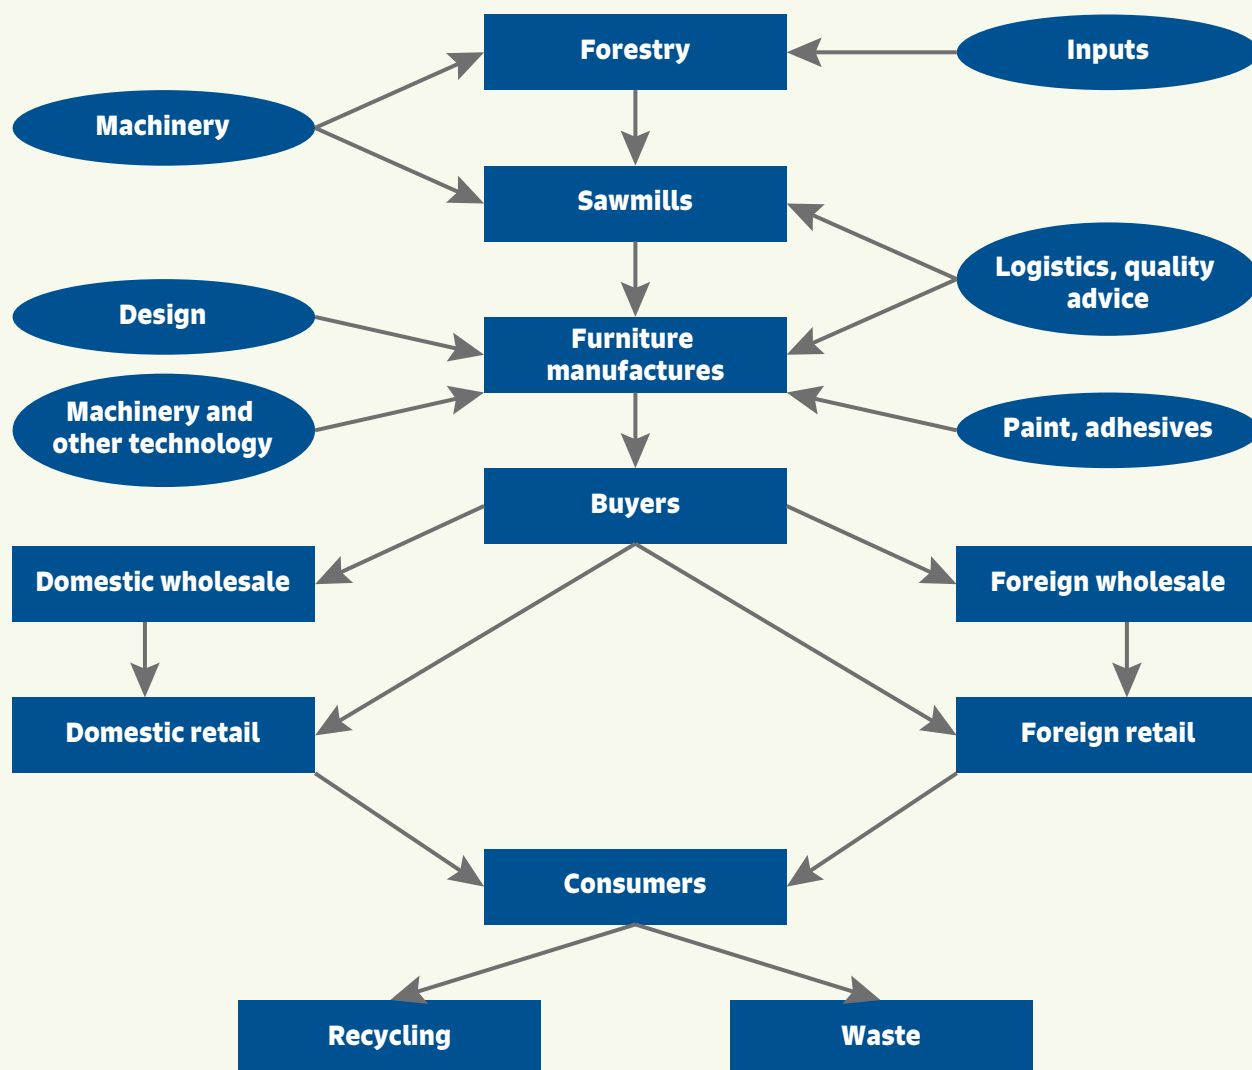 Forestry
Inputs
Machinery
Sawmills
Logistics, quality
advice
Design
Furniture
manufactures
Machinery and
other technology
Paint, adhesives
Buyers
Domestic wholesale
Foreign wholesale
Domestic retail
Foreign retail
Consumers
Recycling
Waste